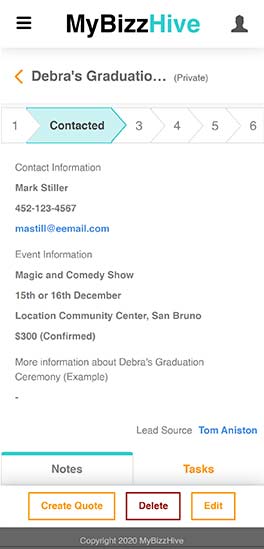 MyBizzHive
Debra's Graduatio... (Private)
1 Contacted 3 4 5 6
Contact Information
Mark Stiller
452-123-4567
mastill@eemail.com
Event Information
Magic and Comedy Show
15th or 16th December
Location Community Center, San Bruno
$300 (Confirmed)
More information about Debra's Graduation
Ceremony (Example)
-
Lead Source Tom Aniston
Notes Tasks
Create Quote Delete Edit
Copyright 2020 MyBizzHive